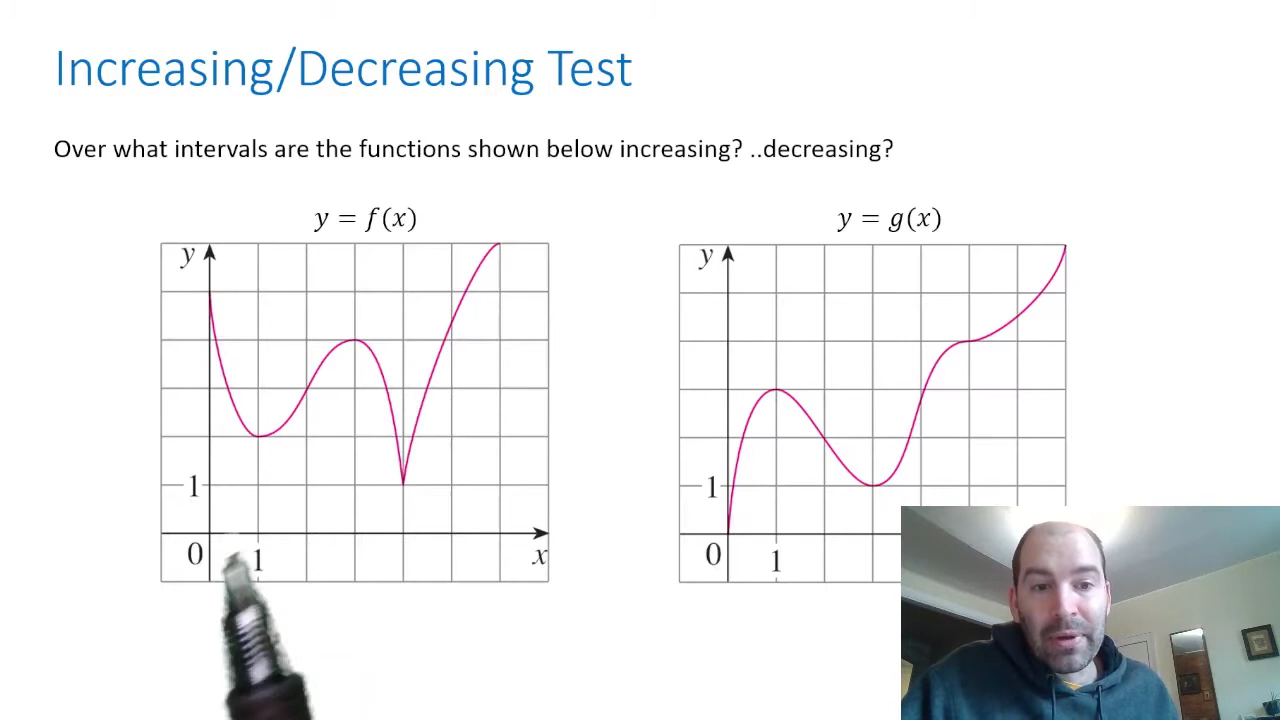 Increasing/Decreasing Test
Over what intervals are the functions shown below increasing? ..decreasing?
y = f(x)
y = g(x)
y
1
0
1
x
y
1
0
1